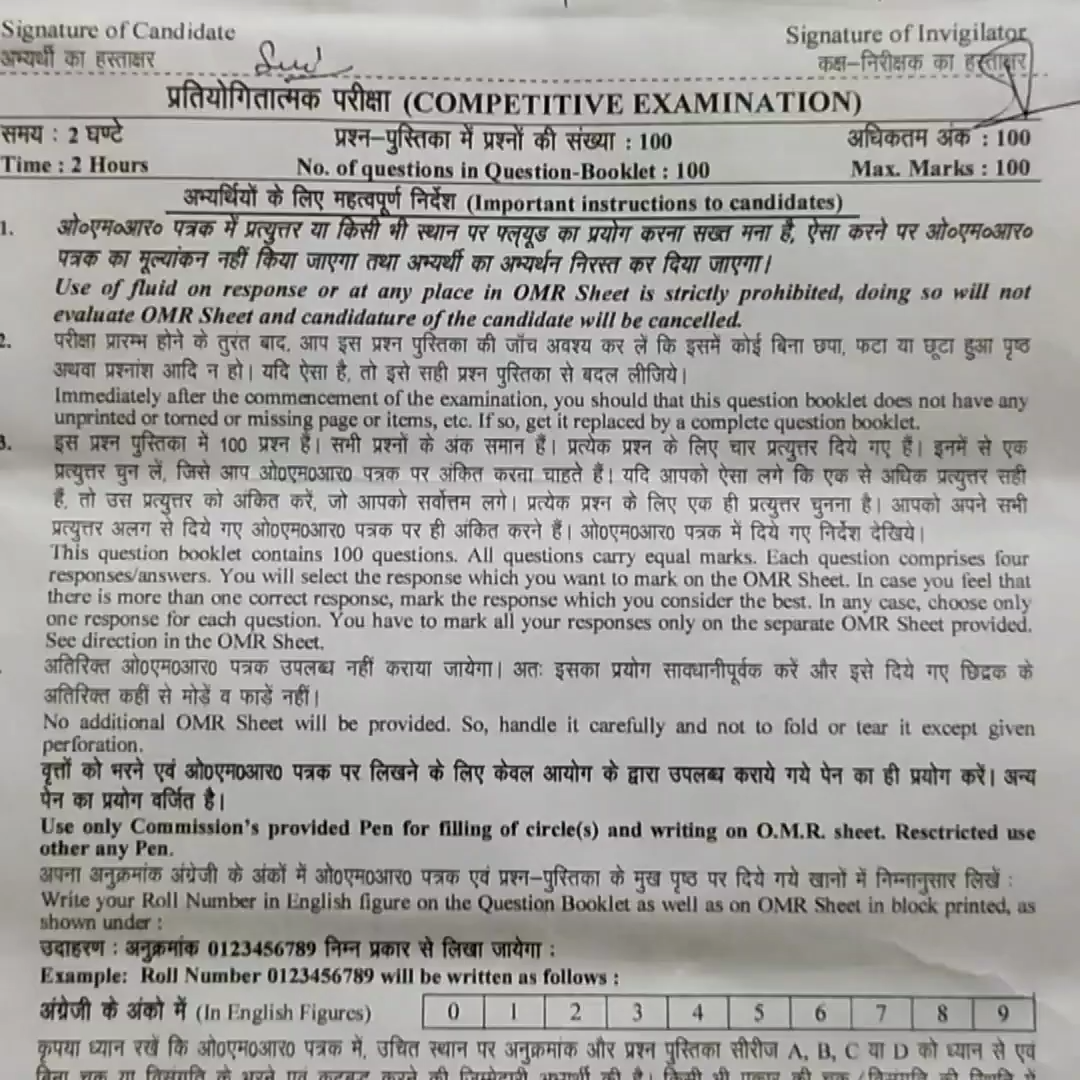 Signature of Candidate
Signature of Invigilator
अभ्यर्थी का हस्ताक्षर
कक्ष-निरीक्षक का हस्ताक्षर
प्रतियोगितात्मक परीक्षा (COMPETITIVE EXAMINATION)
समय : 2 घण्टे प्रश्न-पुस्तिका में प्रश्नों की संख्या : 100 अधिकतम अंक : 100
Time : 2 Hours No. of questions in Question-Booklet : 100 Max. Marks : 100
अभ्यर्थियों के लिए महत्वपूर्ण निर्देश (Important instructions to candidates)
1. ओ०एम०आर० पत्रक में प्रत्युत्तर या किसी भी स्थान पर फ्लूयूड का प्रयोग करना सख्त मना है, ऐसा करने पर ओ०एम०आर०
पत्रक का मूल्यांकन नहीं किया जाएगा तथा अभ्यर्थी का अभ्यर्थन निरस्त कर दिया जाएगा।
Use of fluid on response or at any place in OMR Sheet is strictly prohibited, doing so will not
evaluate OMR Sheet and candidature of the candidate will be cancelled.
2. परीक्षा प्रारम्भ होने के तुरंत बाद, आप इस प्रश्न पुस्तिका की जाँच अवश्य कर लें कि इसमें कोई बिना छपा, फटा या छूटा हुआ पृष्ठ
अथवा प्रश्नांश आदि न हो। यदि ऐसा है, तो इसे सही प्रश्न पुस्तिका से बदल लीजिये।
Immediately after the commencement of the examination, you should that this question booklet does not have any
unprinted or torned or missing page or items, etc. If so, get it replaced by a complete question booklet.
3. इस प्रश्न पुस्तिका में 100 प्रश्न हैं। सभी प्रश्नों के अंक समान हैं। प्रत्येक प्रश्न के लिए चार प्रत्युत्तर दिये गए हैं। इनमें से एक
प्रत्युत्तर चुन लें, जिसे आप ओ0एम0आर0 पत्रक पर अंकित करना चाहते हैं। यदि आपको ऐसा लगे कि एक से अधिक प्रत्युत्तर सही
हैं, तो उस प्रत्युत्तर को अंकित करें, जो आपको सर्वोत्तम लगे। प्रत्येक प्रश्न के लिए एक ही प्रत्युत्तर चुनना है। आपको अपने सभी
प्रत्युत्तर अलग से दिये गए ओ0एम0आर0 पत्रक पर ही अंकित करने हैं। ओ0एम0आर0 पत्रक में दिये गए निर्देश देखिये।
This question booklet contains 100 questions. All questions carry equal marks. Each question comprises four
responses/answers. You will select the response which you want to mark on the OMR Sheet. In case you feel that
there is more than one correct response, mark the response which you consider the best. In any case, choose only
one response for each question. You have to mark all your responses only on the separate OMR Sheet provided.
See direction in the OMR Sheet.
अतिरिक्त ओ0एम0आर0 पत्रक उपलब्ध नहीं कराया जायेगा। अतः इसका प्रयोग सावधानीपूर्वक करें और इसे दिये गए छिद्रक के
अतिरिक्त कहीं से मोड़ें व फाड़ें नहीं।
No additional OMR Sheet will be provided. So, handle it carefully and not to fold or tear it except given
perforation.
वृत्तों को भरने एवं ओ0एम0आर0 पत्रक पर लिखने के लिए केवल आयोग के द्वारा उपलब्ध कराये गये पेन का ही प्रयोग करें। अन्य
पेन का प्रयोग वर्जित है।
Use only Commission's provided Pen for filling of circle(s) and writing on O.M.R. sheet. Resctricted use
other any Pen.
अपना अनुक्रमांक अंग्रेजी के अंकों में ओ0एम0आर0 पत्रक एवं प्रश्न-पुस्तिका के मुख पृष्ठ पर दिये गये खानों में निम्नानुसार लिखें :
Write your Roll Number in English figure on the Question Booklet as well as on OMR Sheet in block printed, as
shown under :
उदाहरण : अनुक्रमांक 0123456789 निम्न प्रकार से लिखा जायेगा :
Example: Roll Number 0123456789 will be written as follows :
अंग्रेजी के अंको में (In English Figures) 0 1 2 3 4 5 6 7 8 9
कृपया ध्यान रखें कि ओ0एम0आर0 पत्रक में, उचित स्थान पर अनुक्रमांक और प्रश्न पुस्तिका सीरीज A, B, C या D को ध्यान से एवं